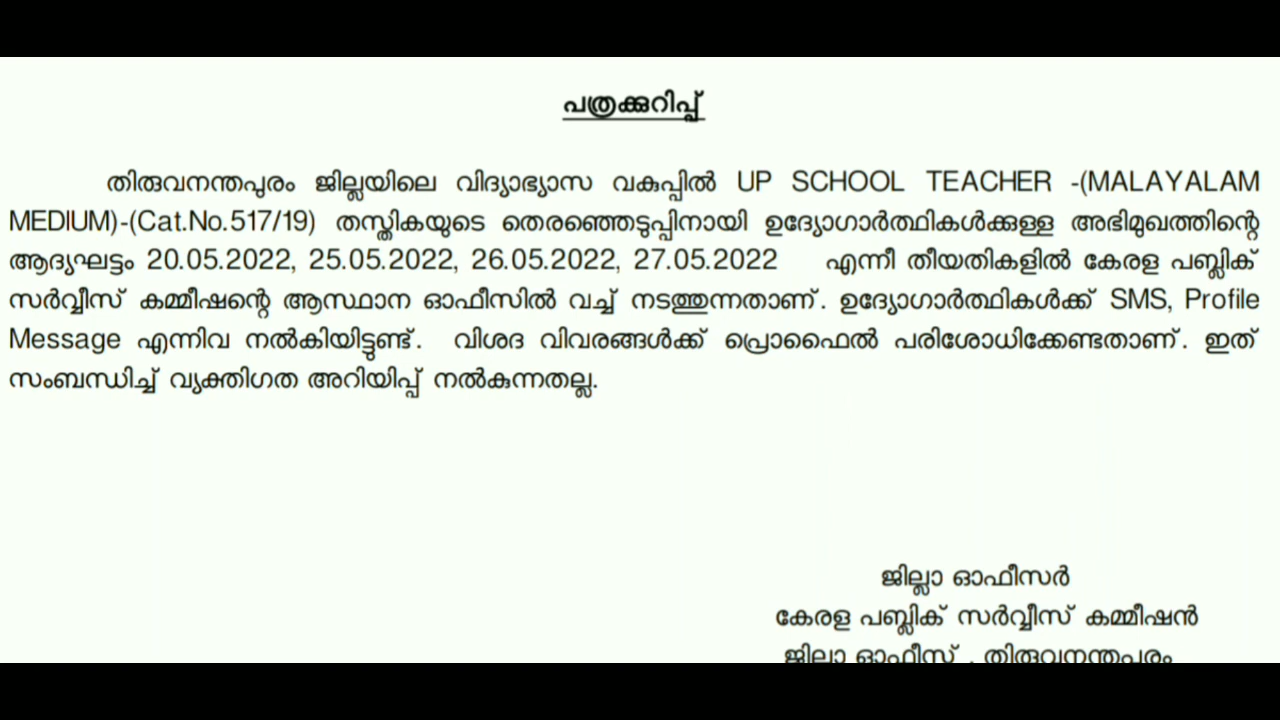 പത്രക്കുറിപ്പ്
തിരുവനന്തപുരം ജില്ലയിലെ വിദ്യാഭ്യാസ വകുപ്പിൽ UP SCHOOL TEACHER -(MALAYALAM
MEDIUM)-(Cat.No.517/19) തസ്തികയുടെ തെരഞ്ഞെടുപ്പിനായി ഉദ്യോഗാർത്ഥികൾക്കുള്ള അഭിമുഖത്തിന്റെ
ആദ്യഘട്ടം 20.05.2022, 25.05.2022, 26.05.2022, 27.05.2022 എന്നീ തീയതികളിൽ കേരള പബ്ലിക്
സർവ്വീസ് കമ്മീഷന്റെ ആസ്ഥാന ഓഫീസിൽ വച്ച് നടത്തുന്നതാണ്. ഉദ്യോഗാർത്ഥികൾക്ക് SMS, Profile
Message എന്നിവ നൽകിയിട്ടുണ്ട്. വിശദ വിവരങ്ങൾക്ക് പ്രൊഫൈൽ പരിശോധിക്കേണ്ടതാണ്. ഇത്
സംബന്ധിച്ച് വ്യക്തിഗത അറിയിപ്പ് നൽകുന്നതല്ല.
ജില്ലാ ഓഫീസർ
കേരള പബ്ലിക് സർവ്വീസ് കമ്മീഷൻ
ജില്ലാ ഓഫീസ് , തിരുവനന്തപുരം